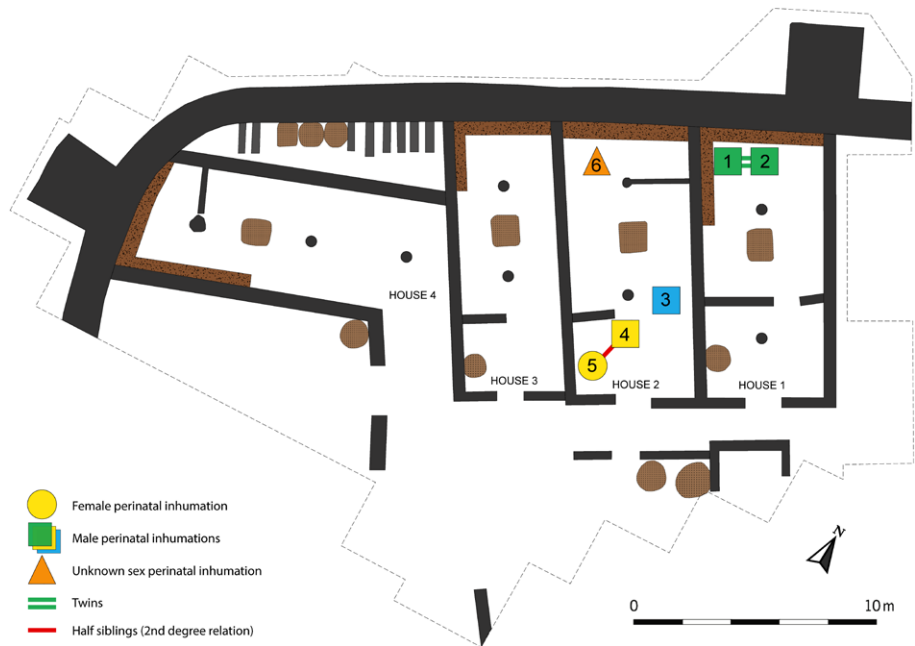 6
1
2
3
4
5
HOUSE 4
HOUSE 3
HOUSE 2
HOUSE 1
Female perinatal inhumation
Male perinatal inhumations
Unknown sex perinatal inhumation
Twins
Half siblings (2nd degree relation)
N
0
10 m